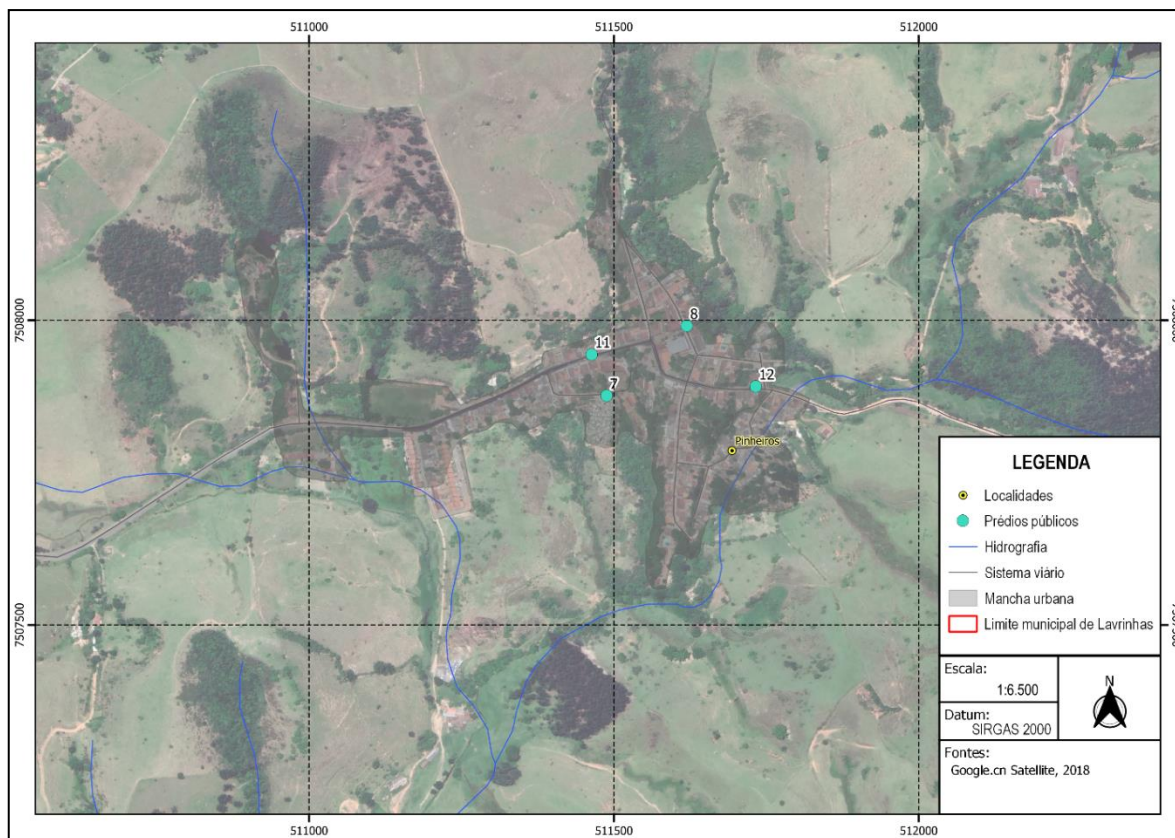 511000 511500 512000
7508000
8
11
12
7
Pinheiros
7507500
LEGENDA
Localidades
Prédios públicos
Hidrografia
Sistema viário
Mancha urbana
Limite municipal de Lavrinhas
Escala:
1:6.500
N
Datum:
SIRGAS 2000
Fontes:
Google.cn Satellite, 2018
511000 511500 512000